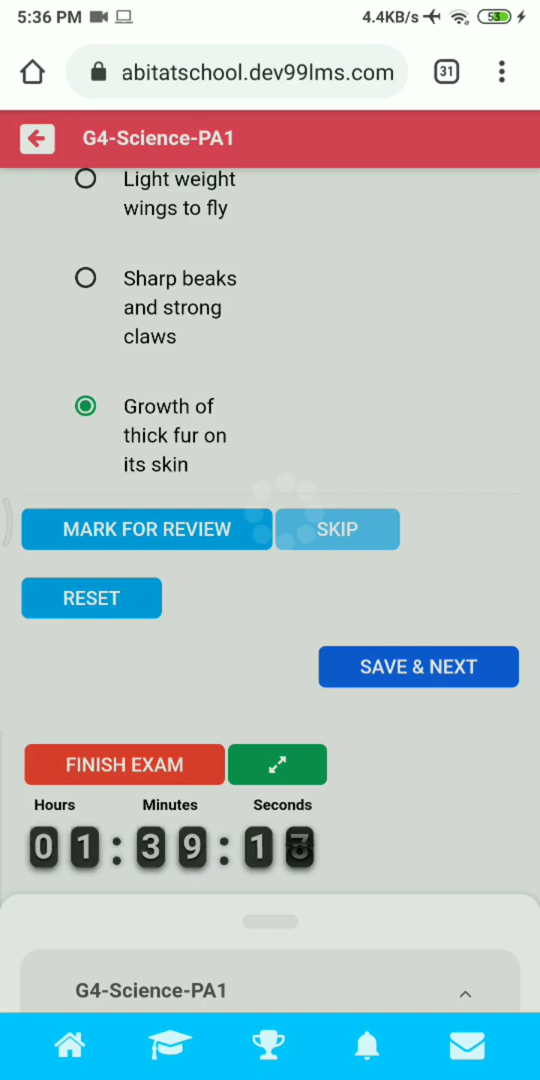 5:36 PM
4.4KB/s
53
abitatschool.dev99lms.com
31
G4-Science-PA1
Light weight
wings to fly
Sharp beaks
and strong
claws
Growth of
thick fur on
its skin
MARK FOR REVIEW
SKIP
RESET
SAVE & NEXT
FINISH EXAM
Hours Minutes Seconds
01:39:1
G4-Science-PA1